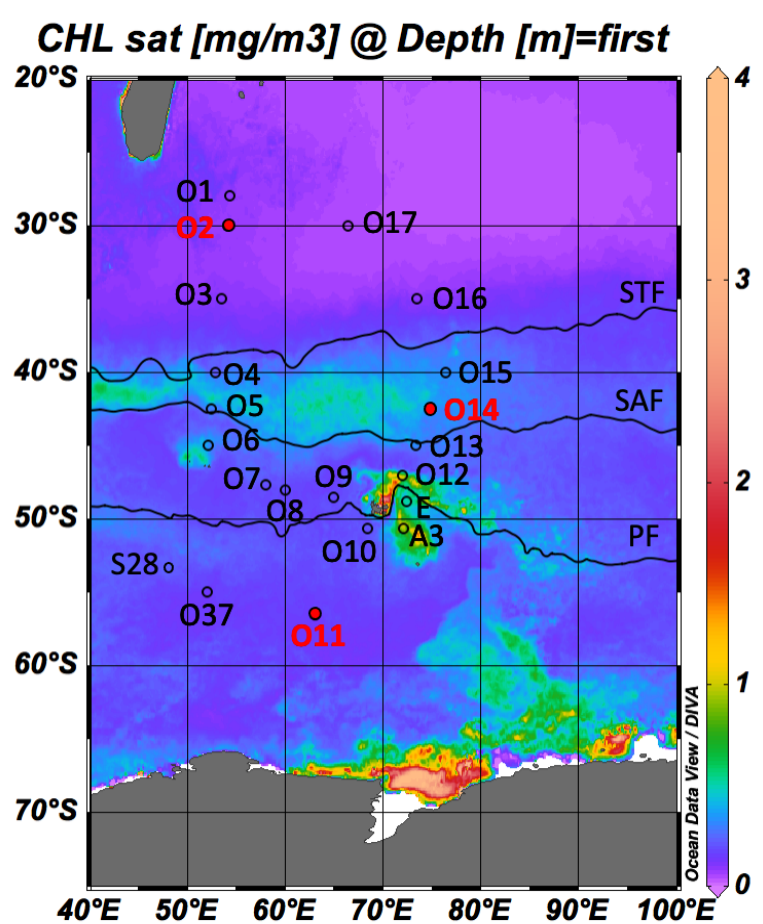 CHL sat [mg/m3] @ Depth [m]=first
20°S
30°S
40°S
50°S
60°S
70°S
40°E
50°E
60°E
70°E
80°E
90°E
100°E
4
3
2
1
0
O1
O2
O17
O3
O16
STF
O4
O15
O5
O14
SAF
O6
O13
O7
O9
O12
O8
E
A3
PF
O10
S28
O37
O11
Ocean Data View / DIVA